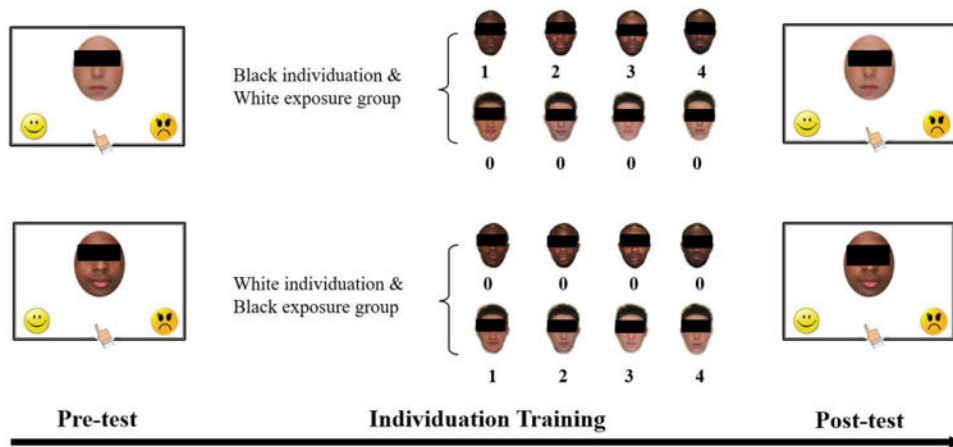 Black individuation &
White exposure group
1 2 3 4
0 0 0 0
White individuation &
Black exposure group
0 0 0 0
1 2 3 4
Pre-test Individuation Training Post-test